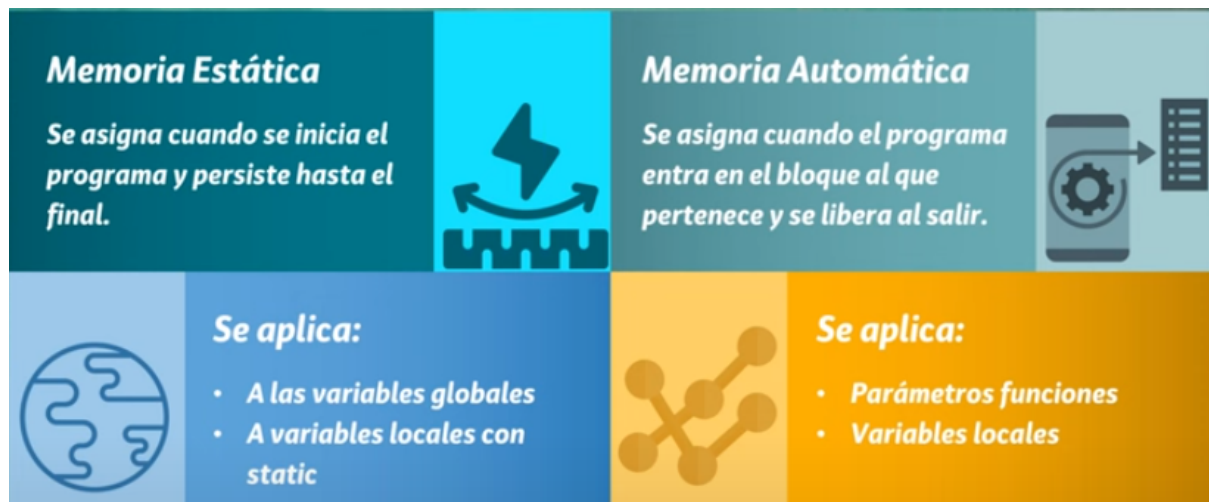 Memoria Estática
Se asigna cuando se inicia el
programa y persiste hasta el
final.
Memoria Automática
Se asigna cuando el programa
entra en el bloque al que
pertenece y se libera al salir.
Se aplica:
• A las variables globales
• A variables locales con
static
Se aplica:
• Parámetros funciones
• Variables locales